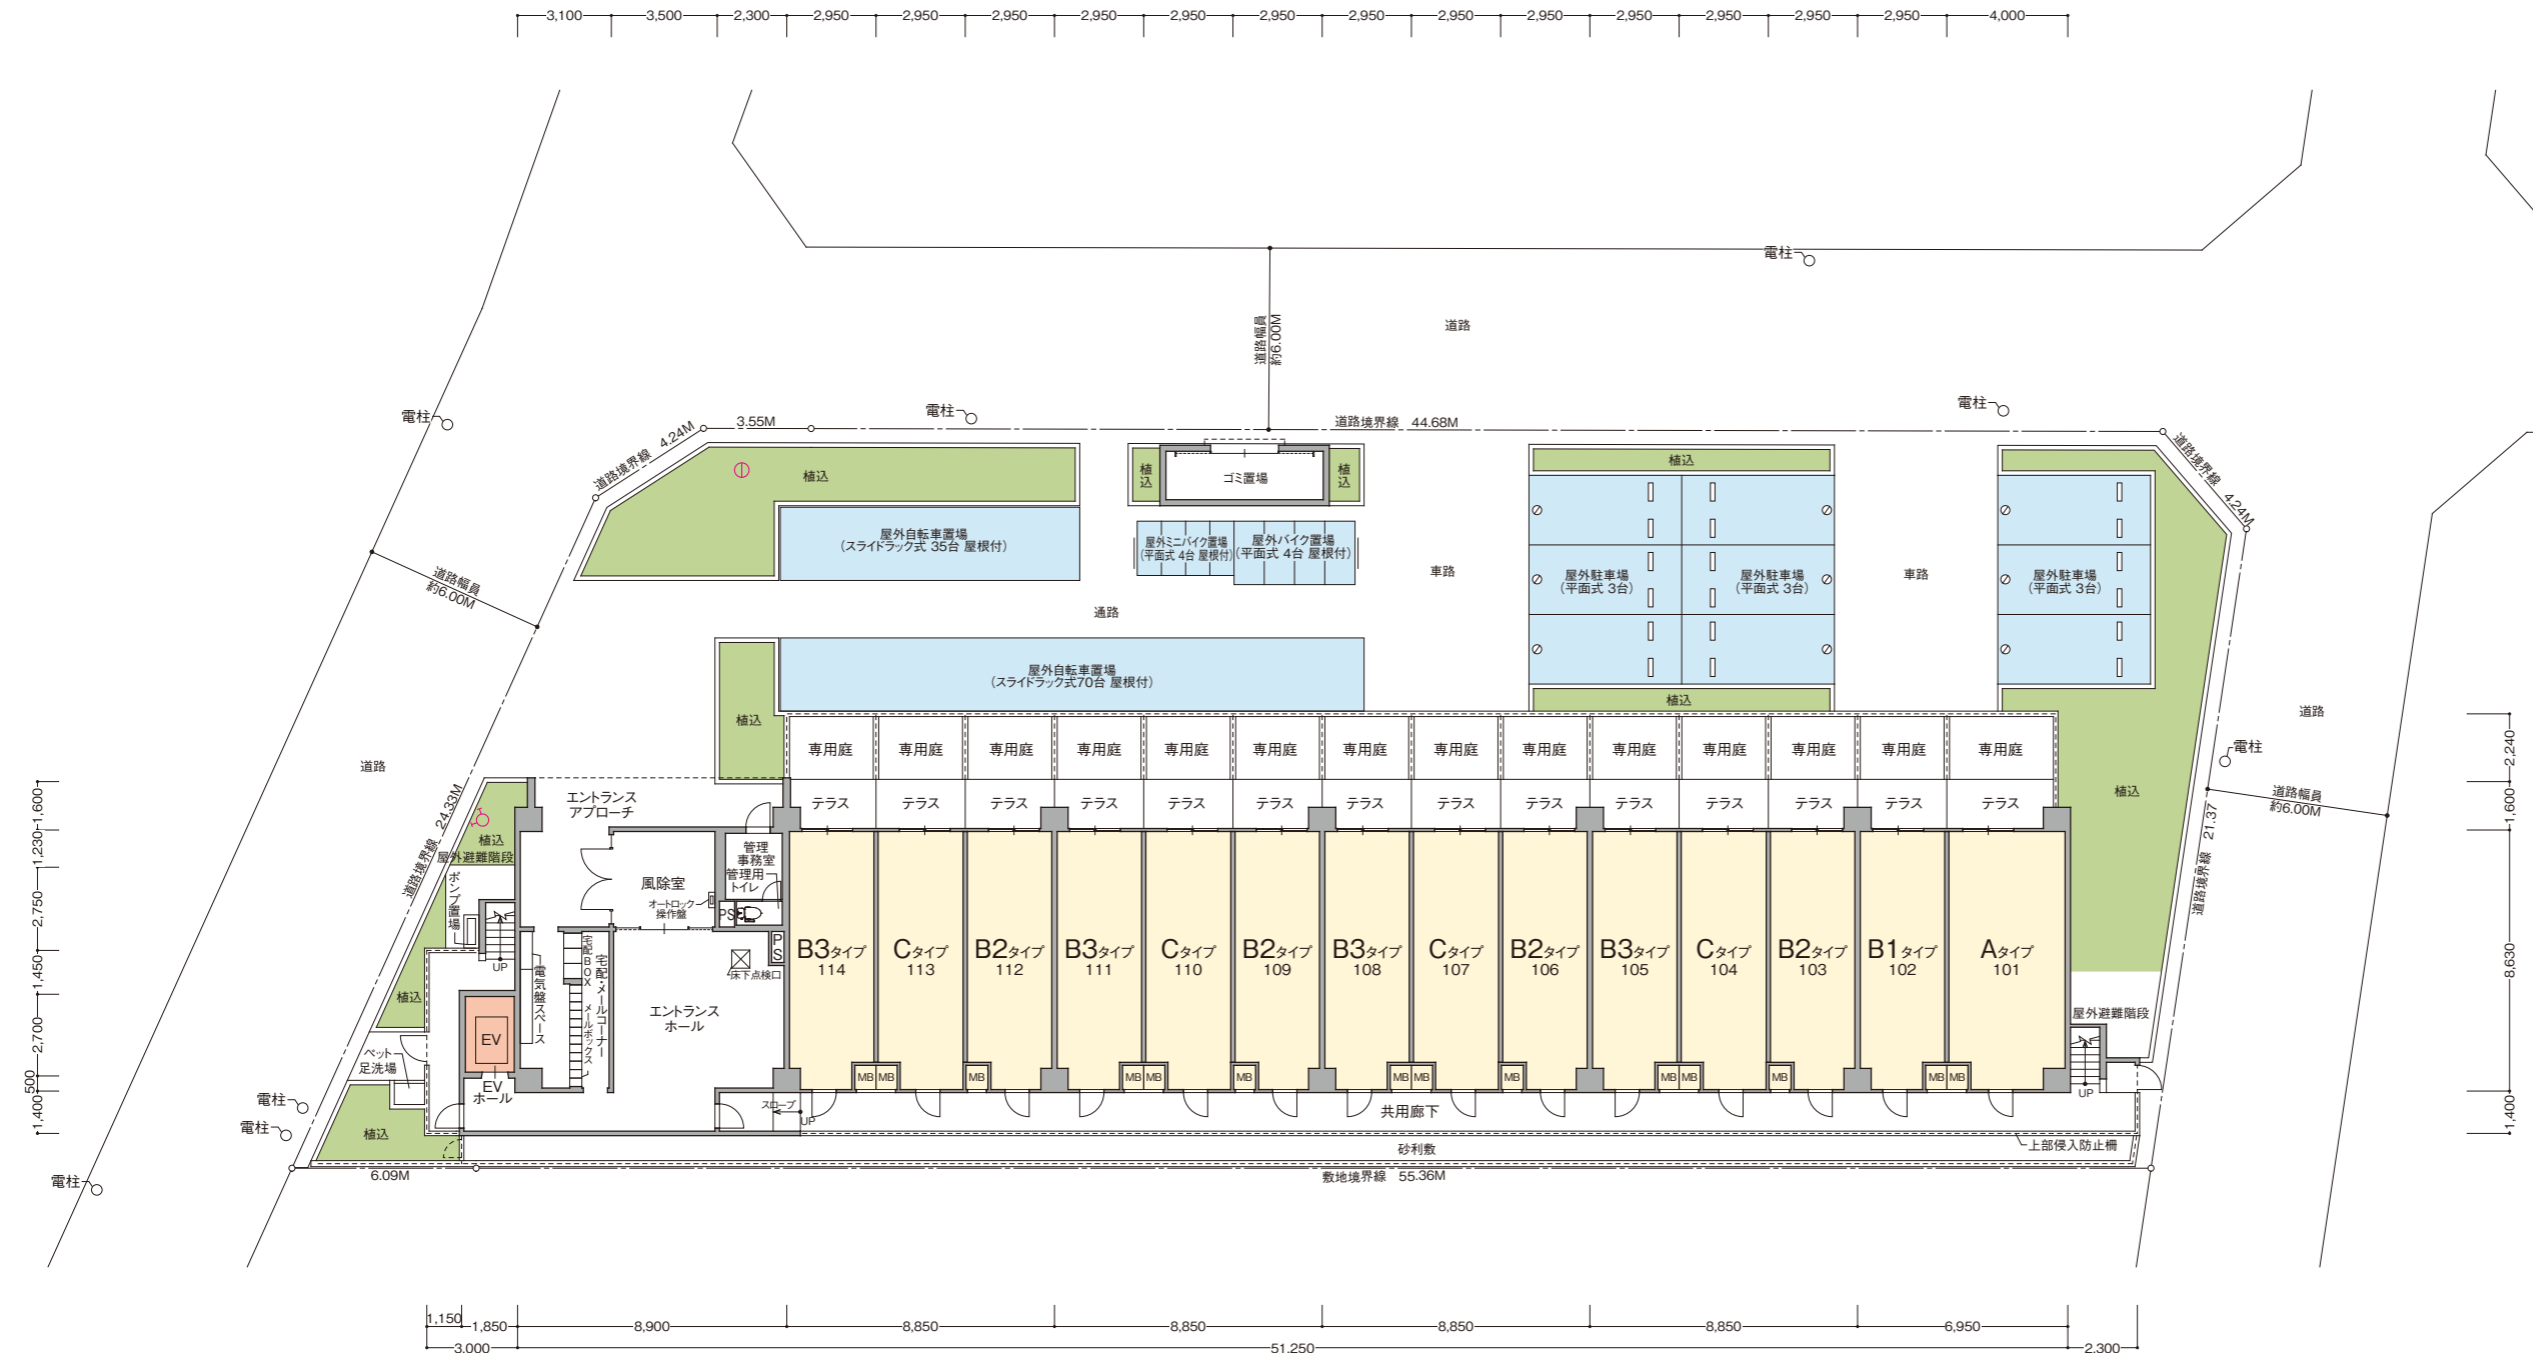 3,100 3,500 2,300 2,950 2,950 2,950 2,950 2,950 2,950 2,950 2,950 2,950 2,950 2,950 2,950 2,950 4,000
電柱
道路幅員
約6.00M
道路
電柱
電柱
電柱
3.55M
道路境界線 44.68M
道路境界線 4.24M
道路境界線 4.24M
植込
植込
ゴミ置場
植込
植込
屋外自転車置場
(スライドラック式 35台 屋根付)
屋外ミニバイク置場
(平面式 4台 屋根付)
屋外バイク置場
(平面式 4台 屋根付)
車路
屋外駐車場
(平面式 3台)
屋外駐車場
(平面式 3台)
車路
屋外駐車場
(平面式 3台)
道路幅員
約6.00M
通路
屋外自転車置場
(スライドラック式70台 屋根付)
植込
植込
道路
道路
電柱
植込
道路幅員
約6.00M
専用庭 専用庭 専用庭 専用庭 専用庭 専用庭 専用庭 専用庭 専用庭 専用庭 専用庭 専用庭 専用庭 専用庭
テラス テラス テラス テラス テラス テラス テラス テラス テラス テラス テラス テラス テラス テラス
エントランス
アプローチ
道路境界線 24.33M
道路境界線 21.37
植込
屋外避難階段
ポンプ置場
UP
管理
事務室
管理用
トイレ
風除室
オートロック
操作盤
PS
PS
床下点検口
電気盤スペース
宅配BOX メールボックス
宅配・メールコーナー
エントランス
ホール
植込
EV
EV
ホール
ペット
足洗場
植込
B3タイプ
114
Cタイプ
113
B2タイプ
112
B3タイプ
111
Cタイプ
110
B2タイプ
109
B3タイプ
108
Cタイプ
107
B2タイプ
106
B3タイプ
105
Cタイプ
104
B2タイプ
103
B1タイプ
102
Aタイプ
101
屋外避難階段
UP
MB MB MB MB MB MB MB MB MB MB MB MB MB MB
スロープ
UP
共用廊下
上部侵入防止柵
砂利敷
電柱
電柱
電柱
6.09M
敷地境界線 55.36M
1,600
1,230
2,750
1,450
2,700
500
1,400
2,240
1,600
8,630
1,400
1,150 1,850 8,900 8,850 8,850 8,850 8,850 6,950
3,000 51,250 2,300